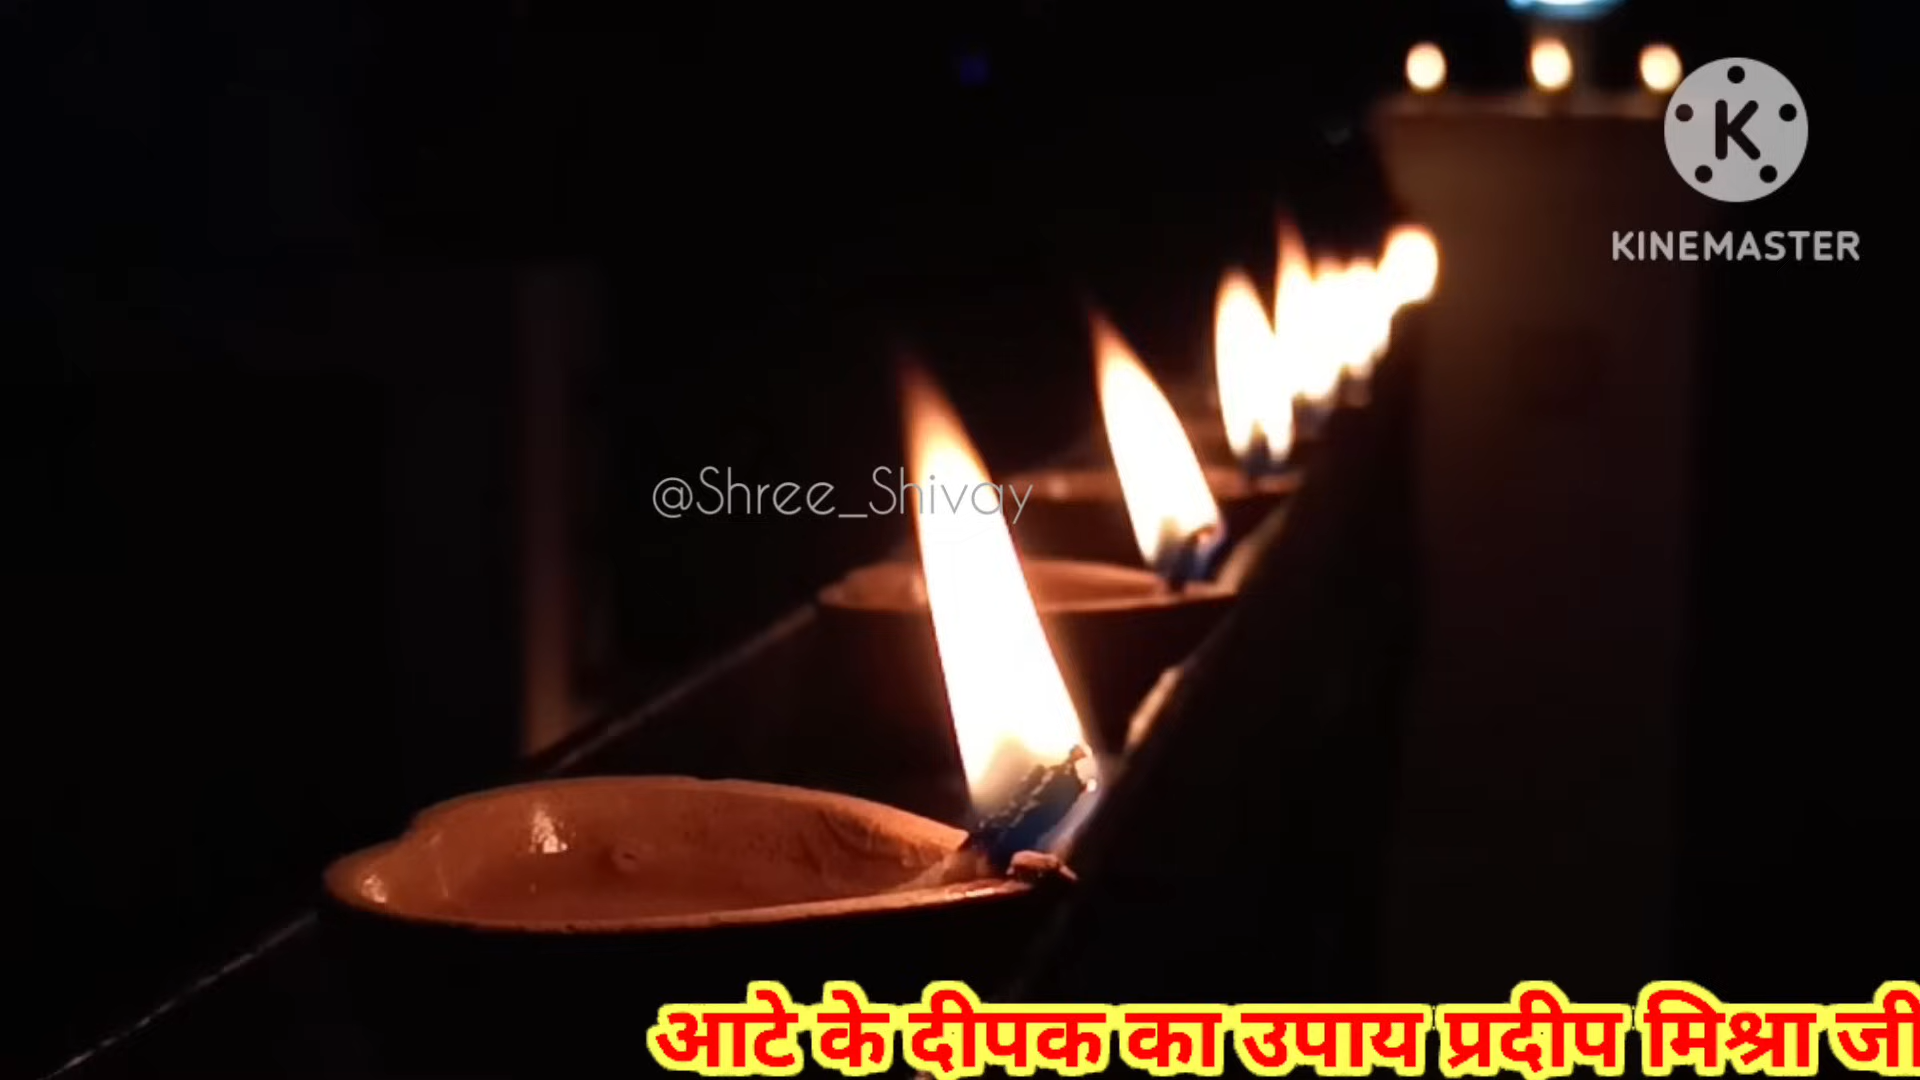 K
KINEMASTER
@Shree_Shivay
आटे के दीपक का उपाय प्रदीप मिश्रा जी